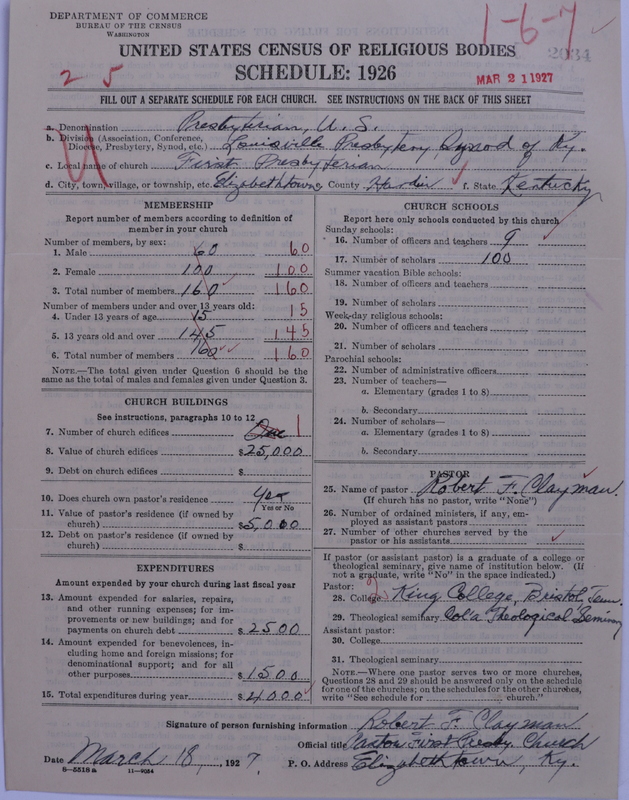 DEPARTMENT OF COMMERCE
BUREAU OF THE CENSUS
WASHINGTON
1-6-7
2034
UNITED STATES CENSUS OF RELIGIOUS BODIES
2 5
SCHEDULE: 1926
MAR 21 1927
FILL OUT A SEPARATE SCHEDULE FOR EACH CHURCH. SEE INSTRUCTIONS ON THE BACK OF THIS SHEET
a. Denomination Presbyterian, U. S.
b. Division (Association, Conference, Diocese, Presbytery, Synod, etc.) Louisville Presbytery, Synod of Ky.
c. Local name of church First Presbyterian
d. City, town, village, or township, etc. Elizabethtown County Hardin f. State Kentucky
MEMBERSHIP
Report number of members according to definition of
member in your church
Number of members, by sex:
1. Male 60 60
2. Female 100 100
3. Total number of members 160 160
Number of members under and over 13 years old:
4. Under 13 years of age 15 15
5. 13 years old and over 145 145
6. Total number of members 160 160
NOTE.—The total given under Question 6 should be
same as the total of males and females given under Question 3.
CHURCH BUILDINGS
See instructions, paragraphs 10 to 12
7. Number of church edifices One 1
8. Value of church edifices $25,000
9. Debt on church edifices $
10. Does church own pastor's residence Yes
Yes or No
11. Value of pastor's residence (if owned by
church) $5,000
12. Debt on pastor's residence (if owned by
church) $
EXPENDITURES
Amount expended by your church during last fiscal year
13. Amount expended for salaries, repairs,
and other running expenses; for im-
provements or new buildings; and for
payments on church debt $2500
14. Amount expended for benevolences, in-
cluding home and foreign missions; for
denominational support; and for all
other purposes $1500
15. Total expenditures during year $4000
CHURCH SCHOOLS
Report here only schools conducted by this church
Sunday schools:
16. Number of officers and teachers 9
17. Number of scholars 100
Summer vacation Bible schools:
18. Number of officers and teachers
19. Number of scholars
Week-day religious schools:
20. Number of officers and teachers
21. Number of scholars
Parochial schools:
22. Number of administrative officers
23. Number of teachers—
a. Elementary (grades 1 to 8)
b. Secondary
24. Number of scholars—
a. Elementary (grades 1 to 8)
b. Secondary
PASTOR
25. Name of pastor Robert F. Clayman.
(If church has no pastor, write "None")
26. Number of ordained ministers, if any, em-
ployed as assistant pastors
27. Number of other churches served by the
pastor or his assistants
If pastor (or assistant pastor) is a graduate of a college or
theological seminary, give name of institution below. (If
not a graduate, write "No" in the space indicated.)
Pastor: 2
28. College King College, Bristol, Tenn.
29. Theological seminary Col'a Theological Seminary
Assistant pastor:
30. College
31. Theological seminary
NOTE.—Where one pastor serves two or more churches,
Questions 28 and 29 should be answered only on the schedule
for one of the churches; on the schedules for the other churches,
write "See schedule for church."
Signature of person furnishing information Robert F. Clayman
Official title Pastor First Presby. Church
Date March 18, 1927, P. O. Address Elizabethtown, Ky.
8-5518a 11-9024